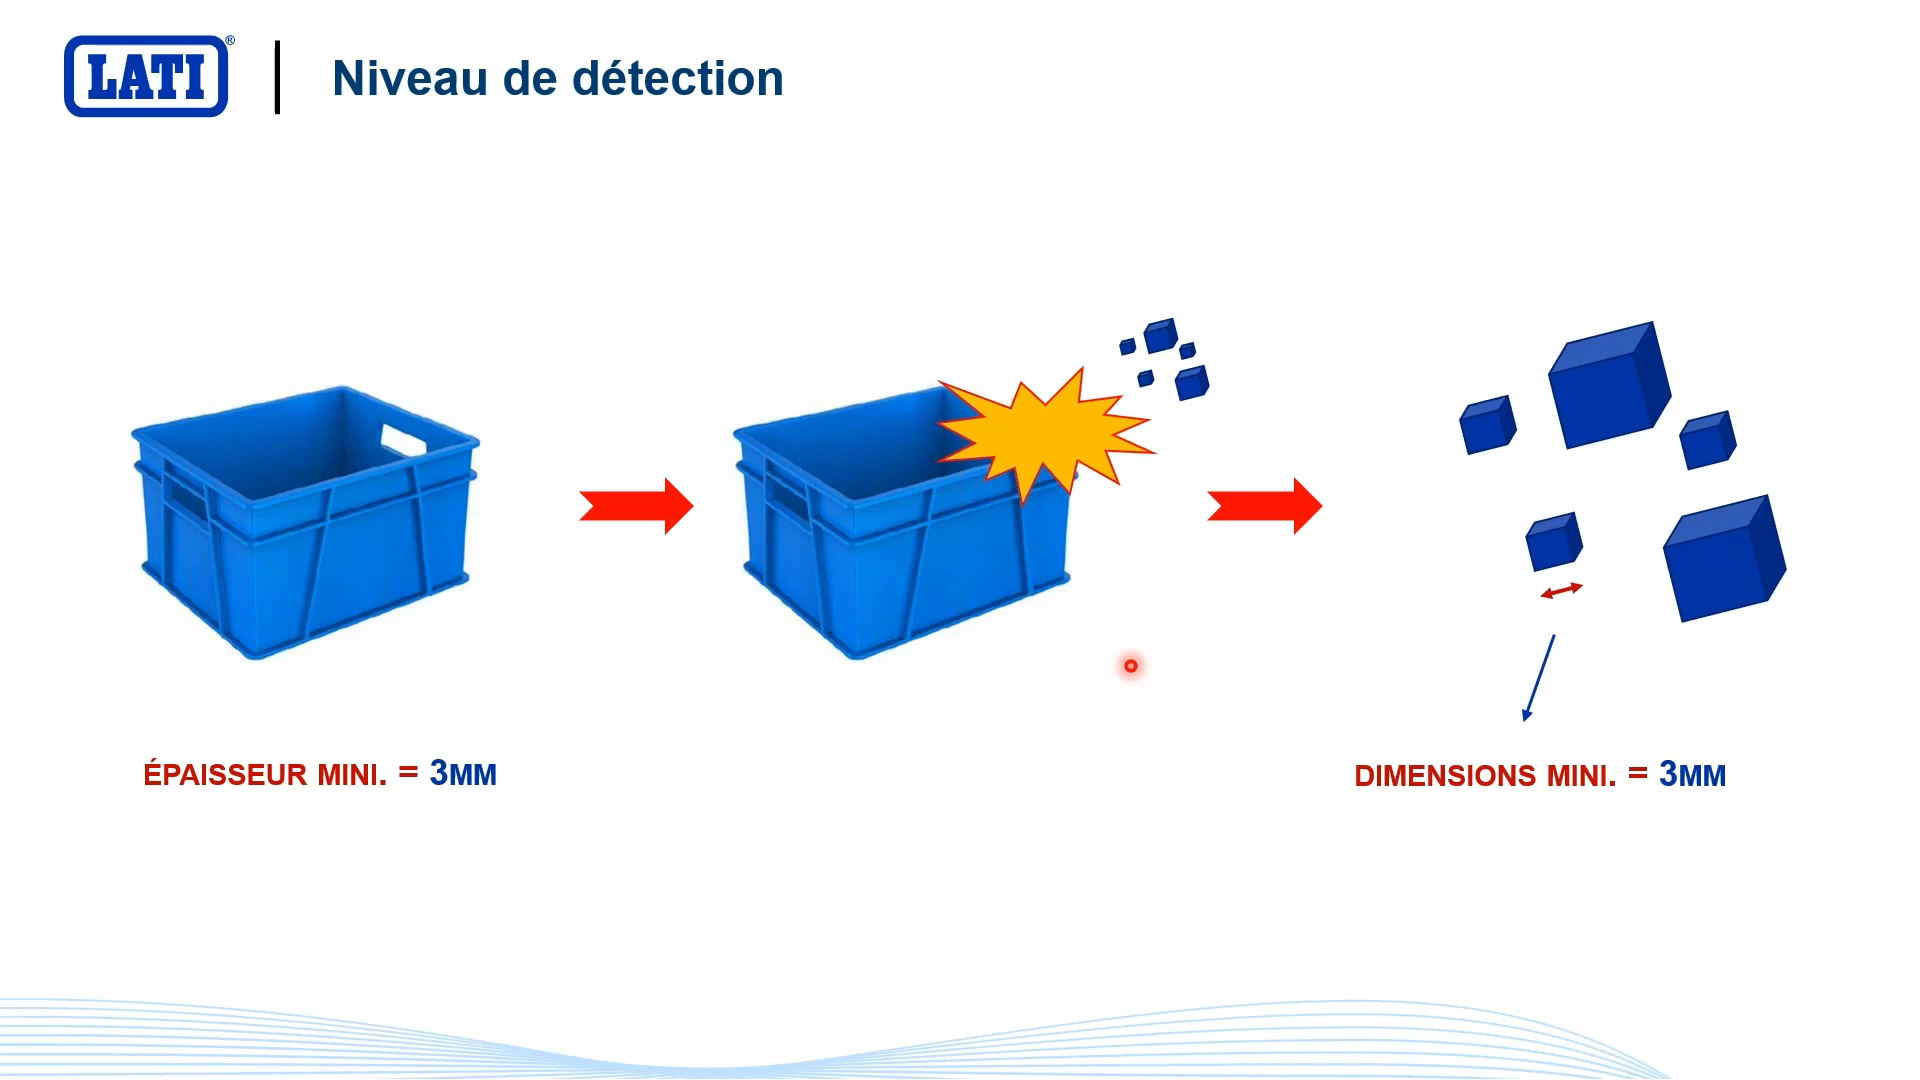 LATI®
Niveau de détection
ÉPAISSEUR MINI. = 3MM
DIMENSIONS MINI. = 3MM